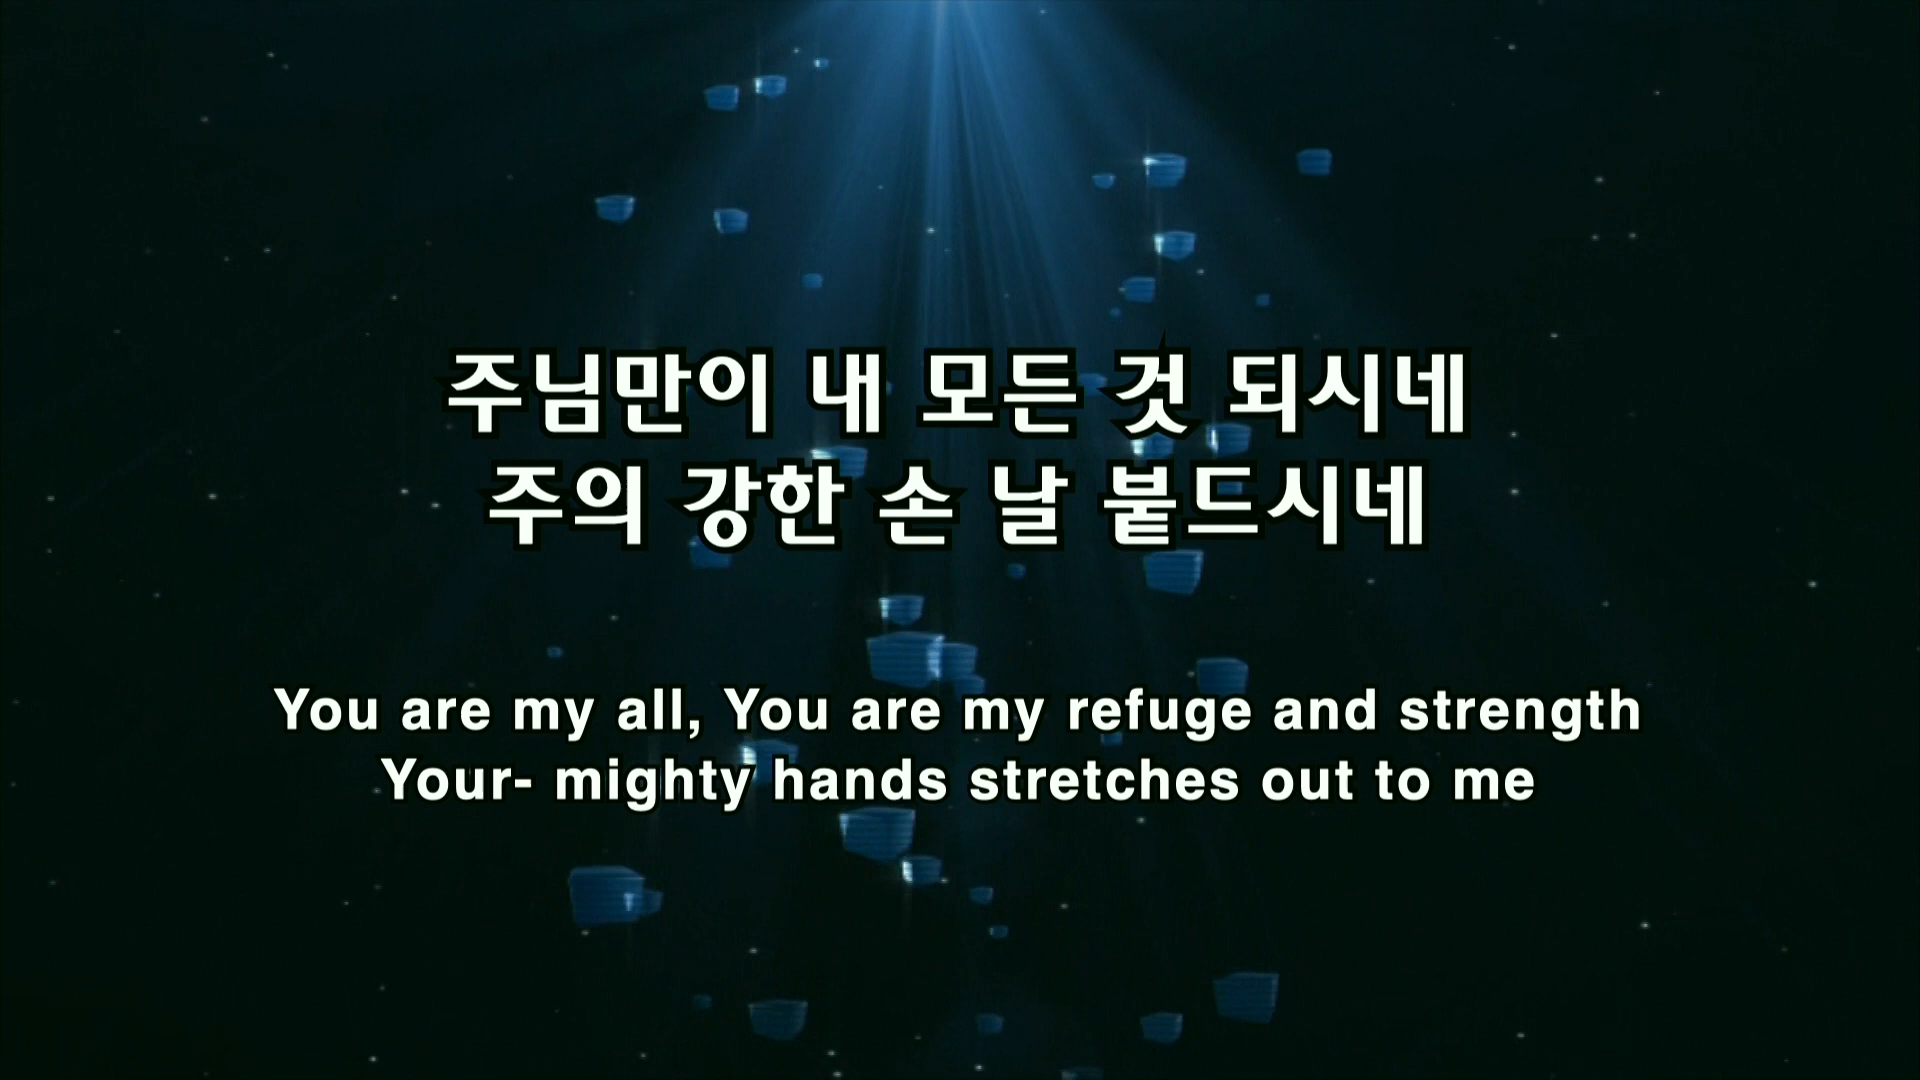 주님만이 내 모든 것 되시네
주의 강한 손 날 붙드시네
You are my all, You are my refuge and strength
Your- mighty hands stretches out to me